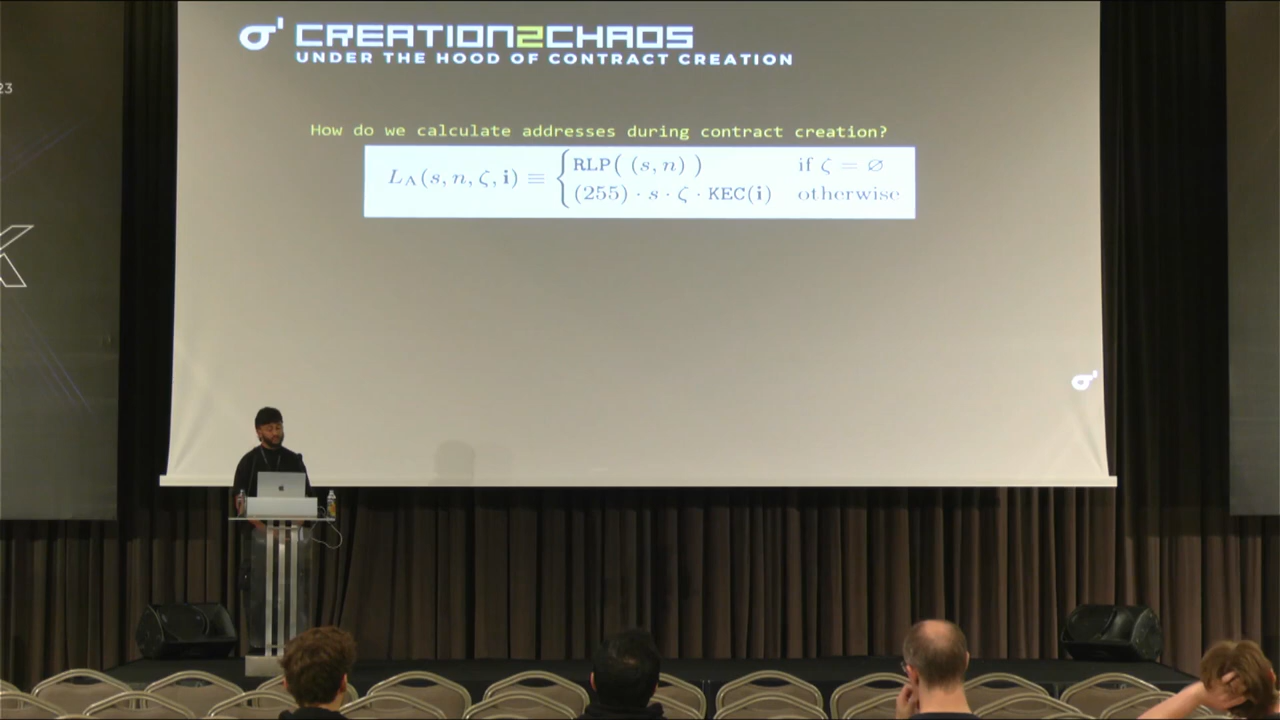 CREATION2CHAOS
UNDER THE HOOD OF CONTRACT CREATION
23
How do we calculate addresses during contract creation?
L_A(s, n, ζ, i) ≡ { RLP( (s, n) ) if ζ = ∅
(255) · s · ζ · KEC(i) otherwise
K